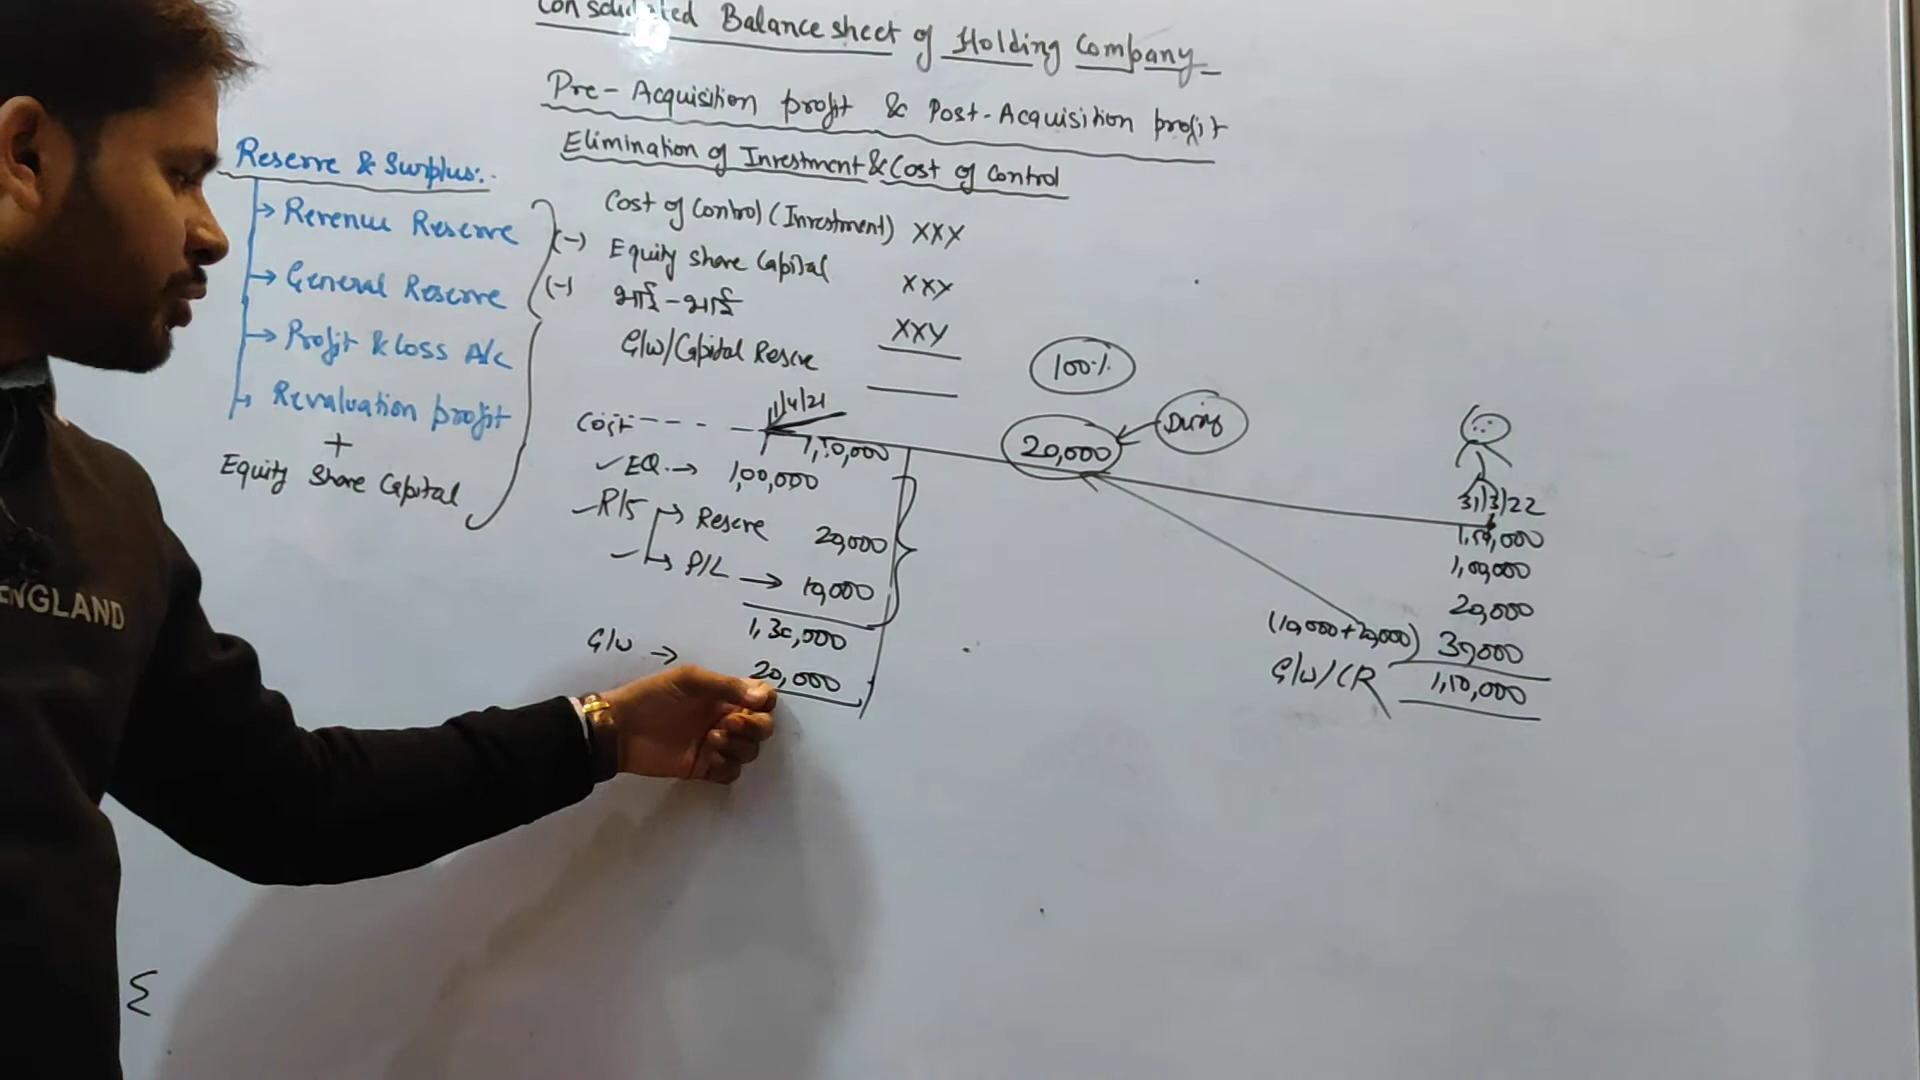 Consolidated Balance sheet of Holding Company
Pre-Acquisition profit & Post-Acquisition profit
Elimination of Investment & Cost of Control
Reserve & Surplus:-
Revenue Reserve
General Reserve
Profit & Loss A/c
Revaluation profit
+
Equity Share Capital
Cost of Control (Investment) XXX
(-) Equity Share Capital XXX
(-) भाई-भाई XXX
G/W/Capital Reserve
1/4/21
Cost 1,50,000
EQ. → 1,00,000
R/S → Reserve 20,000
→ P/L → 10,000
1,30,000
G/W → 20,000
100%
20,000
During
31/3/22
1,50,000
1,00,000
20,000
(10,000+20,000) 30,000
G/W/CR 1,50,000
ENGLAND
Σ